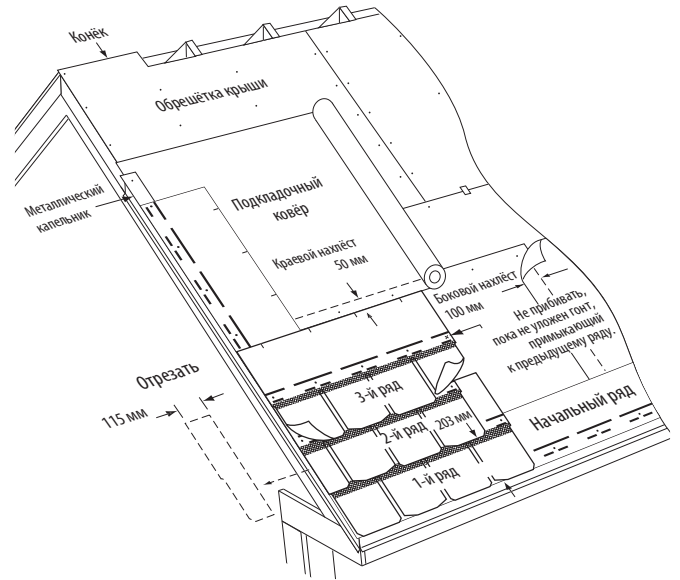 Конёк
Обрешётка крыши
Металлический
капельник
Подкладочный
ковёр
Краевой нахлёст
50 мм
Боковой нахлёст
100 мм
Не прибивать,
пока не уложен гонт,
примыкающий
к предыдущему ряду.
Отрезать
115 мм
3-й ряд
2-й ряд
203 мм
1-й ряд
Начальный ряд